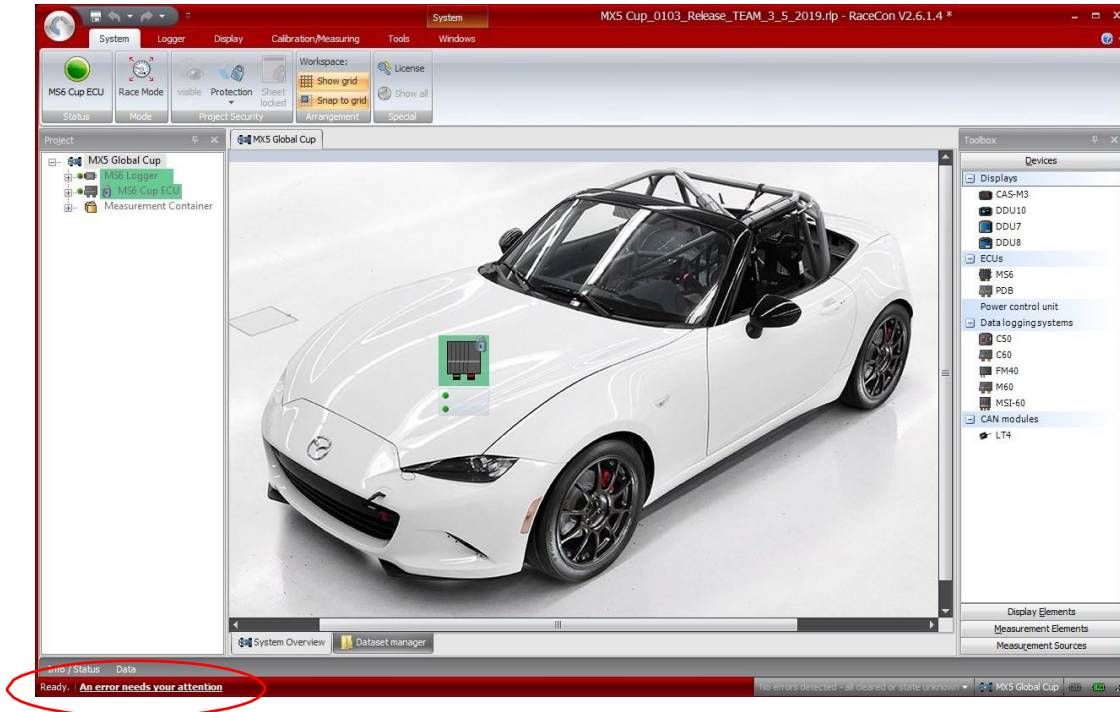 System
MX5 Cup_0103_Release_TEAM_3_5_2019.rlp - RaceCon V2.6.1.4 *
System Logger Display Calibration/Measuring Tools Windows
MS6 Cup ECU
Status
Race Mode
Mode
visible
Protection
Sheet locked
Project Security
Workspace:
Show grid
Snap to grid
Arrangement
License
Show all
Special
Project
MX5 Global Cup
MS6 Logger
MS6 Cup ECU
Measurement Container
MX5 Global Cup
System Overview
Dataset manager
Toolbox
Devices
Displays
CAS-M3
DDU10
DDU7
DDU8
ECUs
MS6
PDB
Power control unit
Data logging systems
C50
C60
FM40
M60
MSI-60
CAN modules
LT4
Display Elements
Measurement Elements
Measurement Sources
Info / Status Data
Ready. An error needs your attention
No errors detected - all cleared or state unknown
MX5 Global Cup